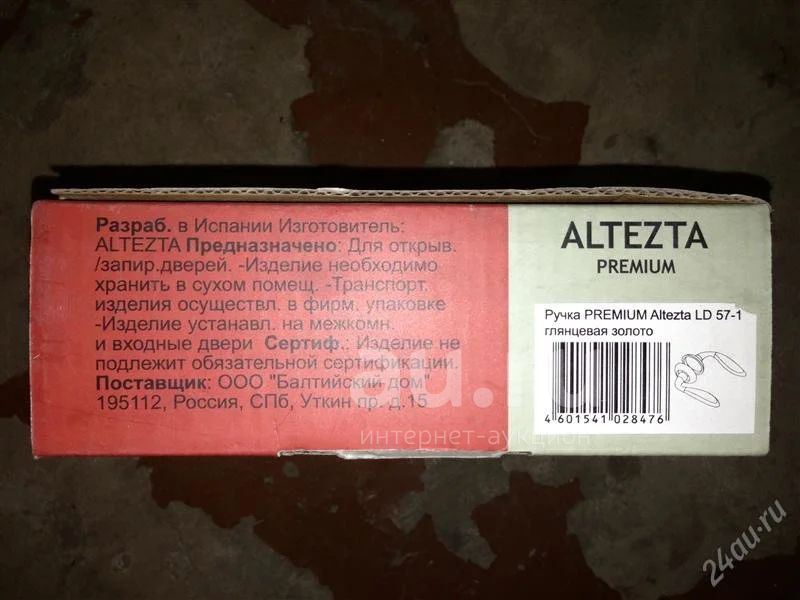 Разраб. в Испании Изготовитель:
ALTEZTA Предназначено: Для открыв.
/запир.дверей. -Изделие необходимо
хранить в сухом помещ. -Транспорт.
изделия осуществл. в фирм. упаковке
-Изделие устанавл. на межкомн.
и входные двери Сертиф.: Изделие не
подлежит обязательной сертификации.
Поставщик: ООО "Балтийский дом"
195112, Россия, СПб, Уткин пр. д.15
ALTEZTA
PREMIUM
Ручка PREMIUM Altezta LD 57-1
глянцевая золото
4 601541 028476
au.ru
интернет-аукцион
24au.ru